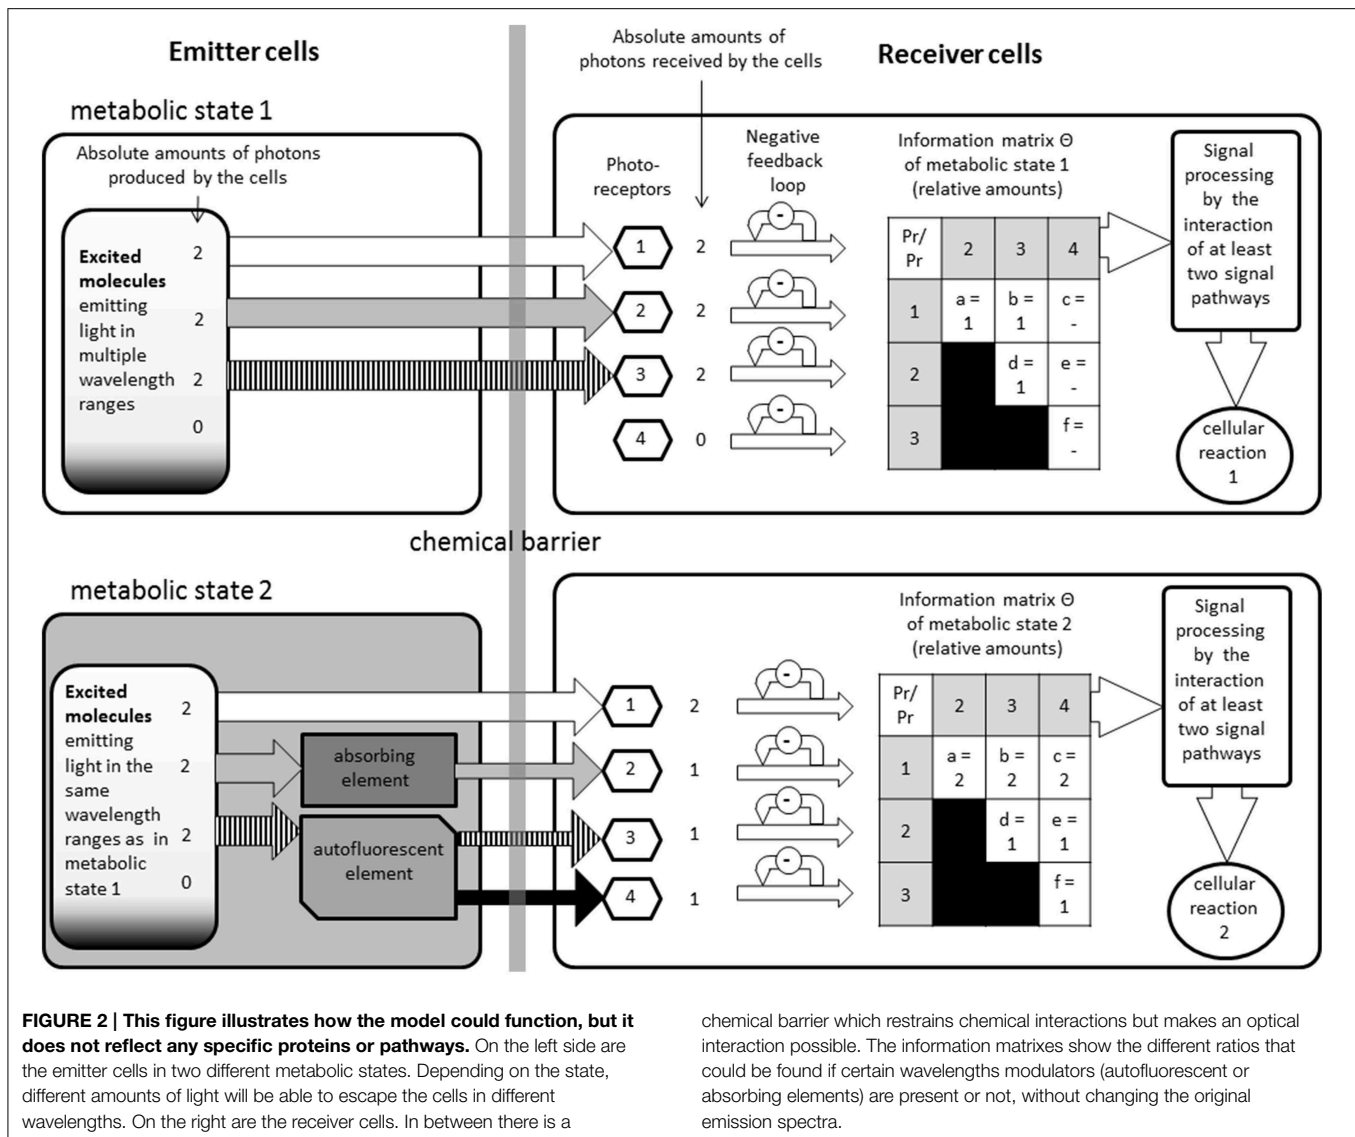 Emitter cells
Absolute amounts of
photons received by the cells
Receiver cells
metabolic state 1
Absolute amounts of photons
produced by the cells
Excited
molecules
emitting
light in
multiple
wavelength
ranges
2
2
2
0
Photo-
receptors
Negative
feedback
loop
Information matrix Θ
of metabolic state 1
(relative amounts)
Signal
processing
by the
interaction
of at least
two signal
pathways
1
2
-
2
2
-
3
2
-
4
0
-
Pr/
Pr
2
3
4
1
a =
1
b =
1
c =
-
2
d =
1
e =
-
3
f =
-
cellular
reaction
1
chemical barrier
metabolic state 2
Excited
molecules
emitting
light in the
same
wavelength
ranges as in
metabolic
state 1
2
2
2
0
absorbing
element
autofluorescent
element
1
2
-
2
1
-
3
1
-
4
1
-
Information matrix Θ
of metabolic state 2
(relative amounts)
Pr/
Pr
2
3
4
1
a =
2
b =
2
c =
2
2
d =
1
e =
1
3
f =
1
Signal
processing
by the
interaction
of at least
two signal
pathways
cellular
reaction
2
FIGURE 2 | This figure illustrates how the model could function, but it
does not reflect any specific proteins or pathways. On the left side are
the emitter cells in two different metabolic states. Depending on the state,
different amounts of light will be able to escape the cells in different
wavelengths. On the right are the receiver cells. In between there is a
chemical barrier which restrains chemical interactions but makes an optical
interaction possible. The information matrixes show the different ratios that
could be found if certain wavelengths modulators (autofluorescent or
absorbing elements) are present or not, without changing the original
emission spectra.